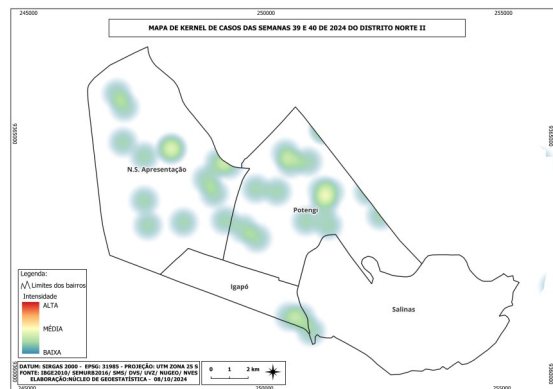 245000 250000 255000
MAPA DE KERNEL DE CASOS DAS SEMANAS 39 E 40 DE 2024 DO DISTRITO NORTE II
9365000 9365000
N.S. Apresentação
Potengi
Igapó
Salinas
Legenda:
Limites dos bairros
Intensidade
ALTA
MÉDIA
BAIXA
DATUM: SIRGAS 2000 - EPSG: 31985 - PROJEÇÃO: UTM ZONA 25 S
FONTE: IBGE2010/ SEMURB2016/ SMS/ DVS/ UVZ/ NUGEO/ NVES
ELABORAÇÃO:NÚCLEO DE GEOESTATÍSTICA - 08/10/2024
0 1 2 km
245000 250000 255000